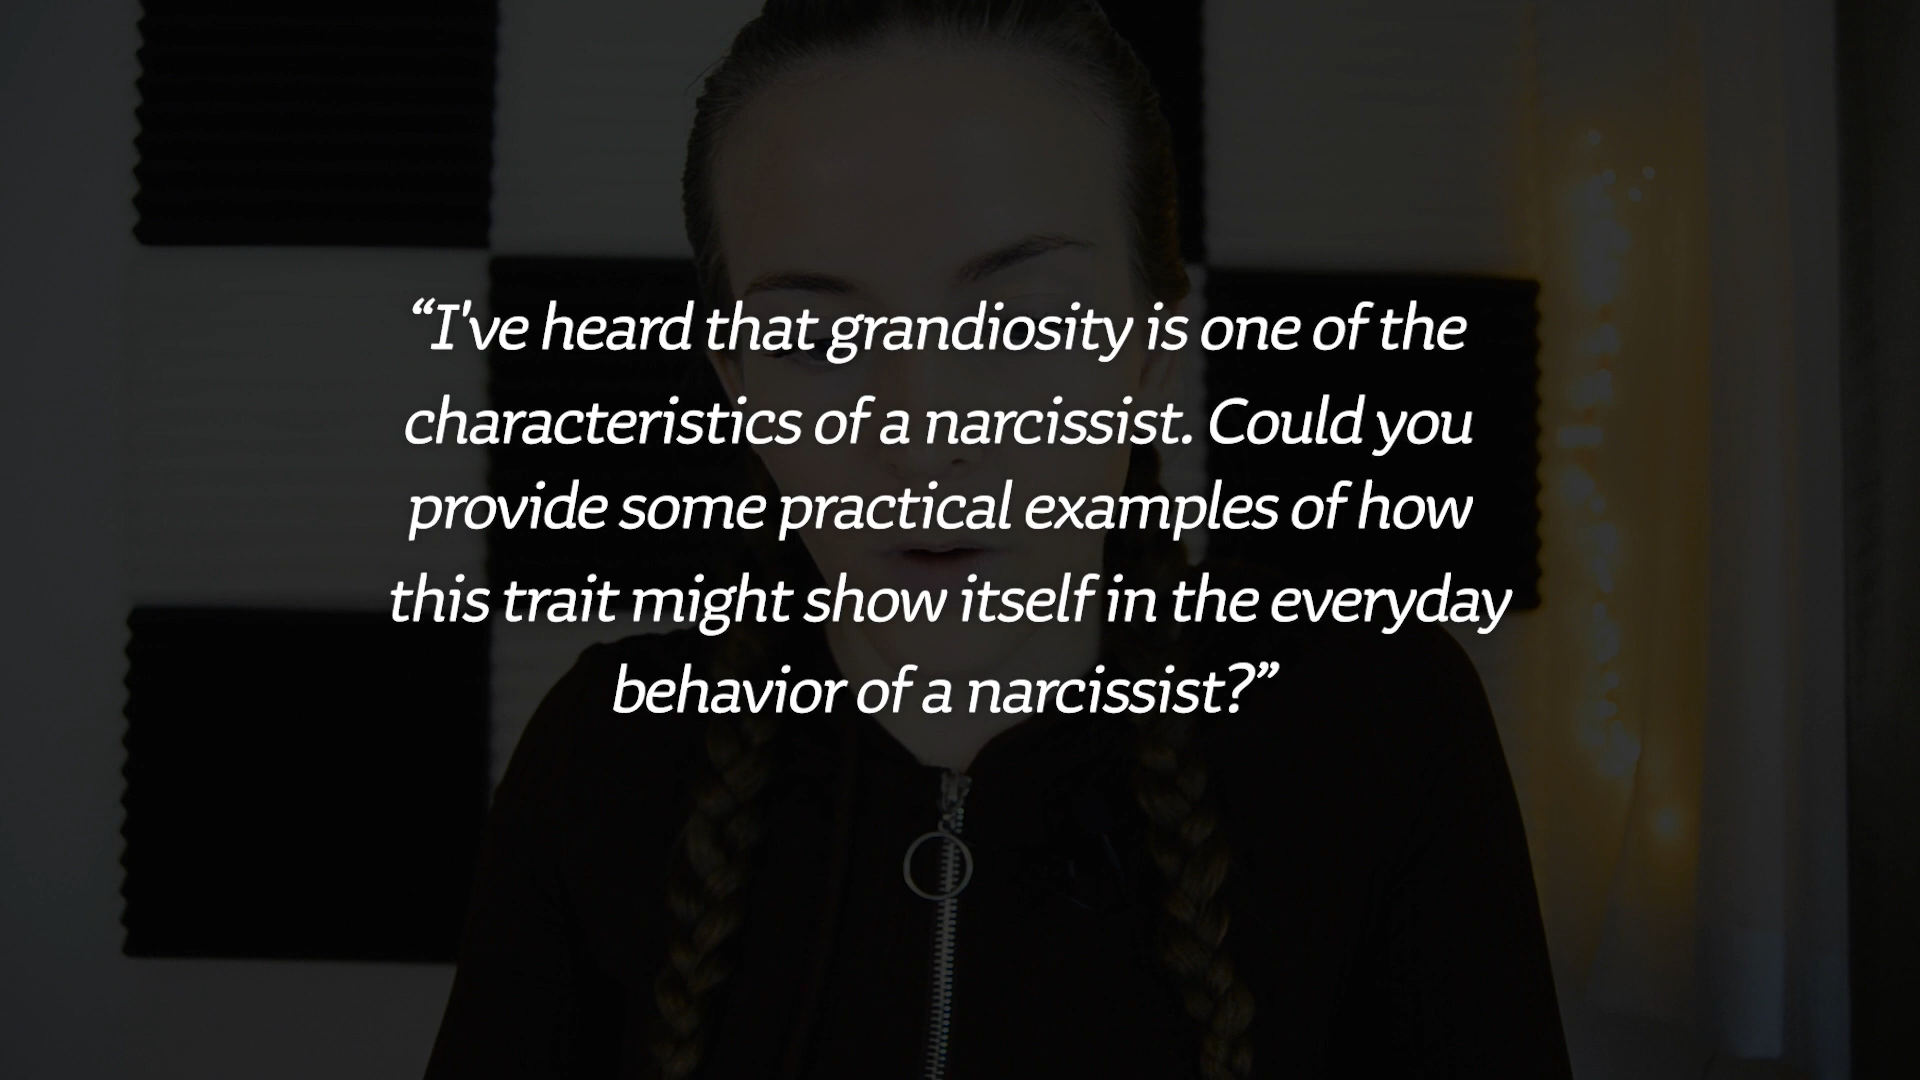 “I've heard that grandiosity is one of the
characteristics of a narcissist. Could you
provide some practical examples of how
this trait might show itself in the everyday
behavior of a narcissist?”